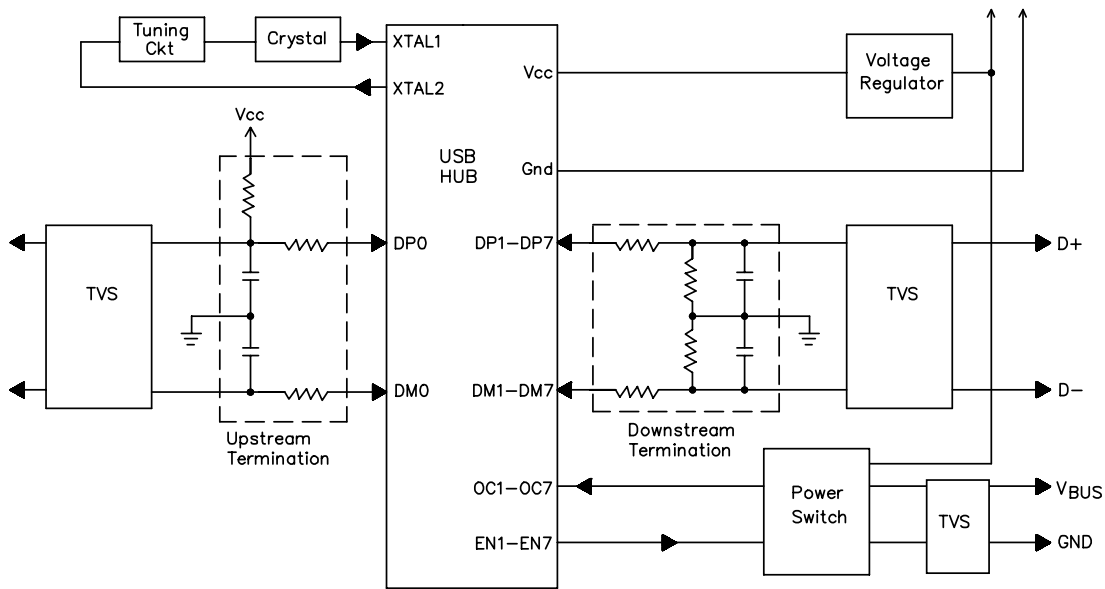 Tuning
Ckt
Crystal
XTAL1
XTAL2
Vcc
USB
HUB
Vcc
Gnd
Voltage
Regulator
TVS
DP0
DM0
Upstream
Termination
DP1-DP7
DM1-DM7
Downstream
Termination
TVS
D+
D-
OC1-OC7
EN1-EN7
Power
Switch
TVS
VBUS
GND